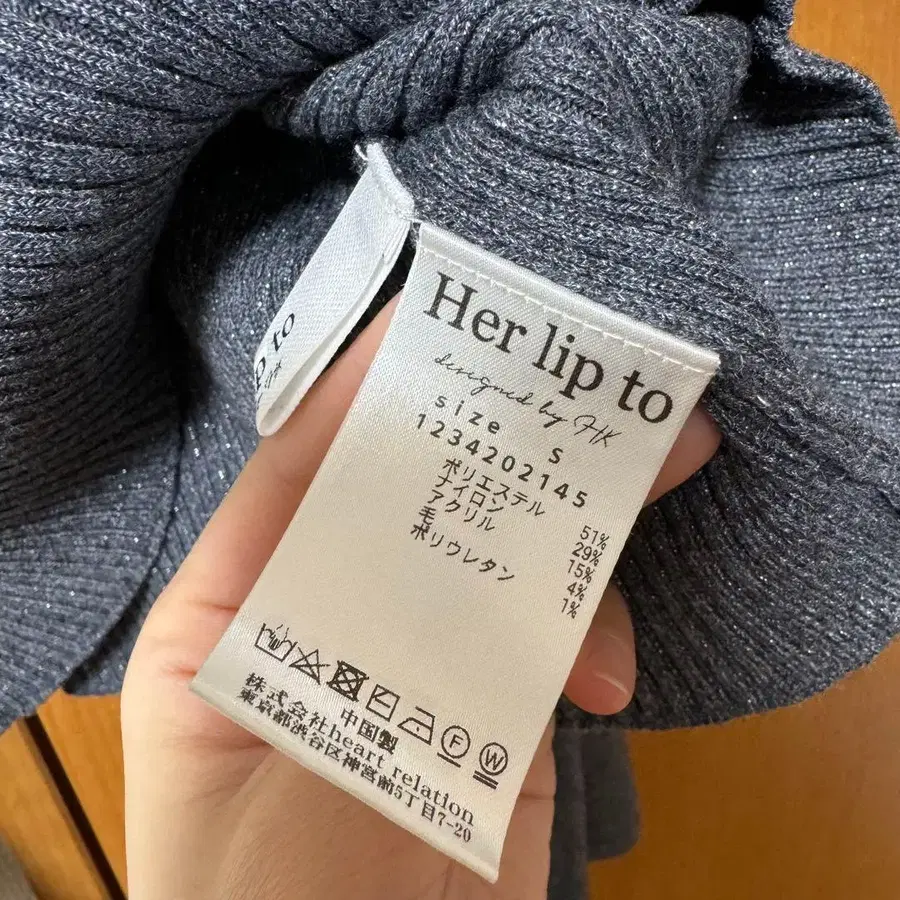 Her lip to
designed by HK
size S
1234202145
ポリエステル 51%
ナイロン 29%
アクリル 15%
毛 4%
ポリウレタン 1%
F
W
中国製
株式会社heart relation
東京都渋谷区神宮前5丁目7-20
p to
HK